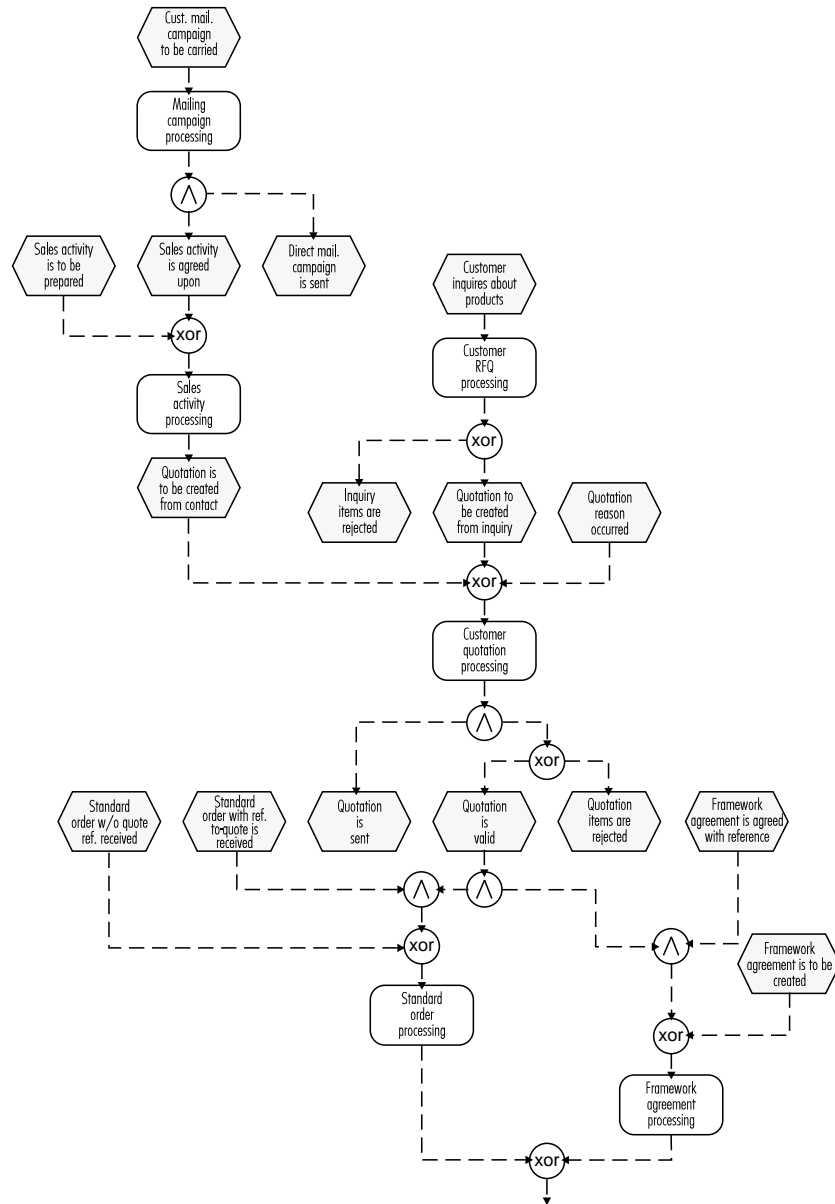 Cust. mail.
campaign
to be carried
Mailing
campaign
processing
Sales activity
is to be
prepared
Sales activity
is agreed
upon
Direct mail.
campaign
is sent
Customer
inquires about
products
xor
Customer
RFQ
processing
Sales
activity
processing
xor
Quotation is
to be created
from contact
Inquiry
items are
rejected
Quotation to
be created
from inquiry
Quotation
reason
occurred
xor
Customer
quotation
processing
xor
Standard
order w/o quote
ref. received
Standard
order with ref.
to-quote is
received
Quotation
is
sent
Quotation
is
valid
Quotation
items are
rejected
Framework
agreement is agreed
with reference
xor
Framework
agreement is to be
created
Standard
order
processing
xor
Framework
agreement
processing
xor